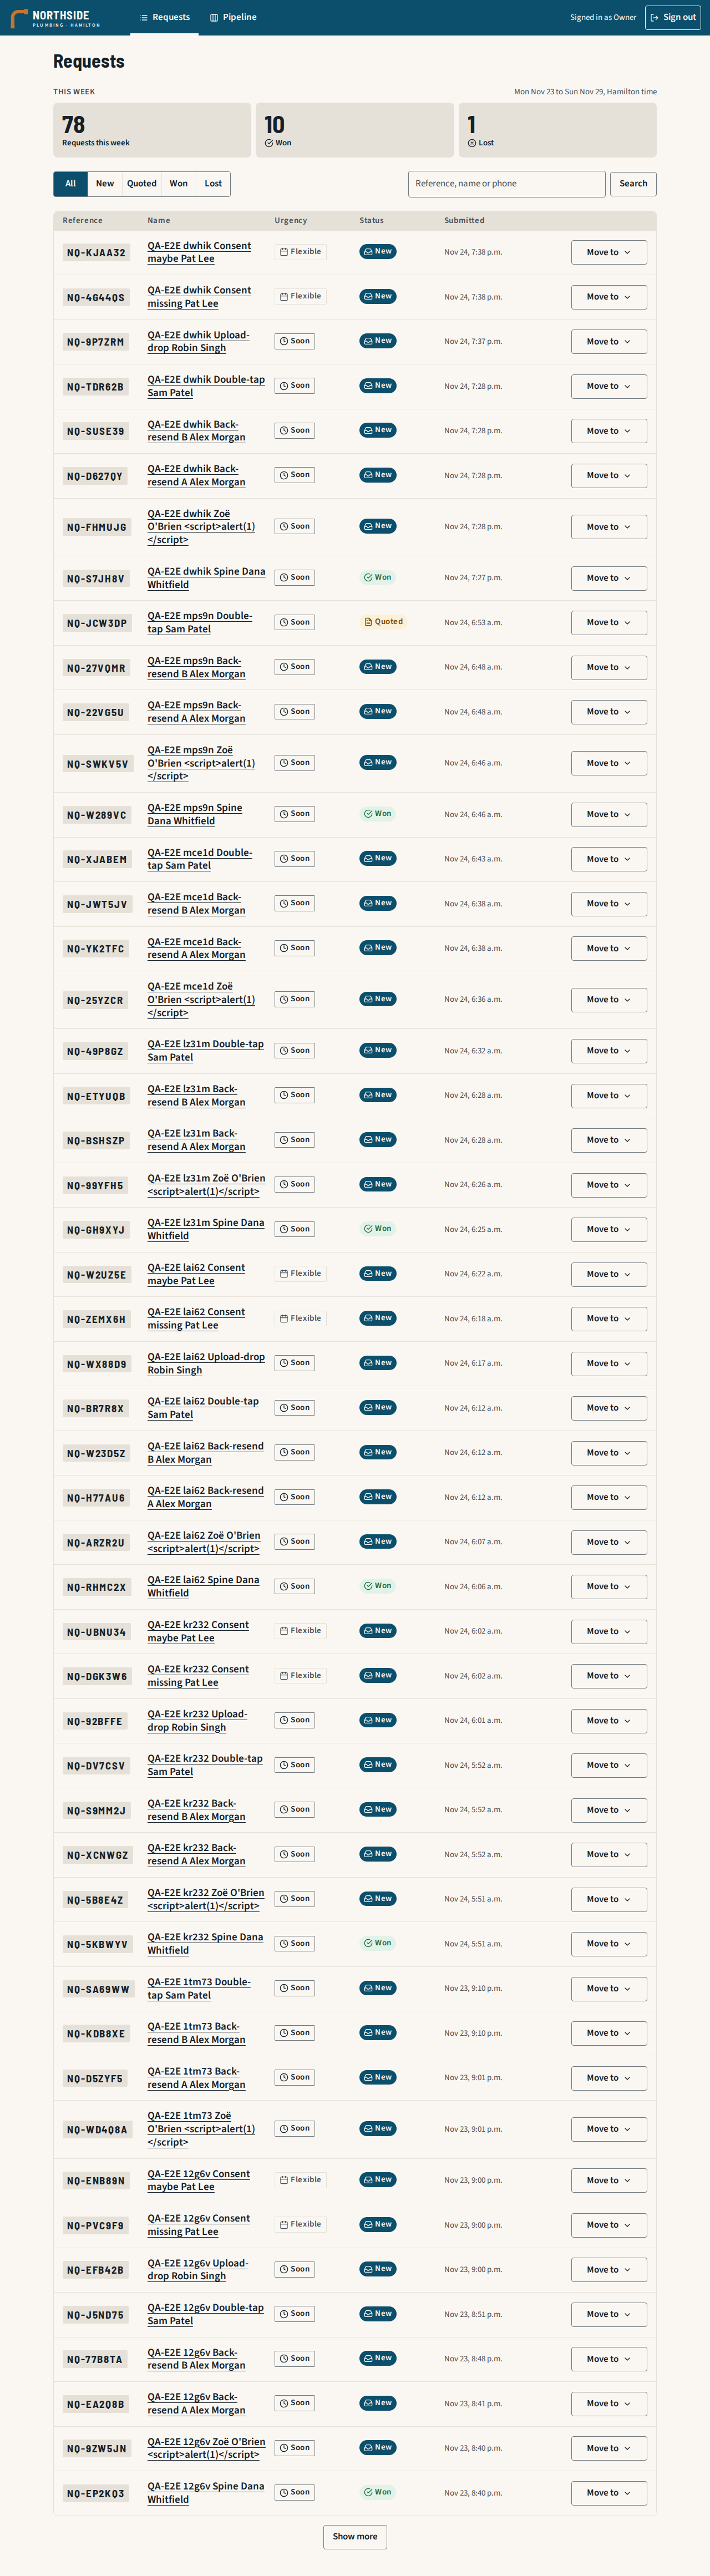 NORTHSIDE
PLUMBING · HAMILTON
Requests
Pipeline
Signed in as Owner
Sign out
Requests
THIS WEEK
Mon Nov 23 to Sun Nov 29, Hamilton time
78
Requests this week
10
Won
1
Lost
All
New
Quoted
Won
Lost
Reference, name or phone
Search
Reference Name Urgency Status Submitted
NQ-KJAA32 QA-E2E dwhik Consent maybe Pat Lee Flexible New Nov 24, 7:38 p.m. Move to
NQ-4G44QS QA-E2E dwhik Consent missing Pat Lee Flexible New Nov 24, 7:38 p.m. Move to
NQ-9P7ZRM QA-E2E dwhik Upload-drop Robin Singh Soon New Nov 24, 7:37 p.m. Move to
NQ-TDR62B QA-E2E dwhik Double-tap Sam Patel Soon New Nov 24, 7:28 p.m. Move to
NQ-SUSE39 QA-E2E dwhik Back-resend B Alex Morgan Soon New Nov 24, 7:28 p.m. Move to
NQ-D627QY QA-E2E dwhik Back-resend A Alex Morgan Soon New Nov 24, 7:28 p.m. Move to
NQ-FHMUJG QA-E2E dwhik Zoë O'Brien <script>alert(1)</script> Soon New Nov 24, 7:28 p.m. Move to
NQ-S7JH8V QA-E2E dwhik Spine Dana Whitfield Soon Won Nov 24, 7:27 p.m. Move to
NQ-JCW3DP QA-E2E mps9n Double-tap Sam Patel Soon Quoted Nov 24, 6:53 a.m. Move to
NQ-27VQMR QA-E2E mps9n Back-resend B Alex Morgan Soon New Nov 24, 6:48 a.m. Move to
NQ-22VG5U QA-E2E mps9n Back-resend A Alex Morgan Soon New Nov 24, 6:48 a.m. Move to
NQ-SWKV5V QA-E2E mps9n Zoë O'Brien <script>alert(1)</script> Soon New Nov 24, 6:46 a.m. Move to
NQ-W289VC QA-E2E mps9n Spine Dana Whitfield Soon Won Nov 24, 6:46 a.m. Move to
NQ-XJABEM QA-E2E mce1d Double-tap Sam Patel Soon New Nov 24, 6:43 a.m. Move to
NQ-JWT5JV QA-E2E mce1d Back-resend B Alex Morgan Soon New Nov 24, 6:38 a.m. Move to
NQ-YK2TFC QA-E2E mce1d Back-resend A Alex Morgan Soon New Nov 24, 6:38 a.m. Move to
NQ-25YZCR QA-E2E mce1d Zoë O'Brien <script>alert(1)</script> Soon New Nov 24, 6:36 a.m. Move to
NQ-49P8GZ QA-E2E lz31m Double-tap Sam Patel Soon New Nov 24, 6:32 a.m. Move to
NQ-ETYUQB QA-E2E lz31m Back-resend B Alex Morgan Soon New Nov 24, 6:28 a.m. Move to
NQ-BSHSZP QA-E2E lz31m Back-resend A Alex Morgan Soon New Nov 24, 6:28 a.m. Move to
NQ-99YFH5 QA-E2E lz31m Zoë O'Brien <script>alert(1)</script> Soon New Nov 24, 6:26 a.m. Move to
NQ-GH9XYJ QA-E2E lz31m Spine Dana Whitfield Soon Won Nov 24, 6:25 a.m. Move to
NQ-W2UZ5E QA-E2E lai62 Consent maybe Pat Lee Flexible New Nov 24, 6:22 a.m. Move to
NQ-ZEMX6H QA-E2E lai62 Consent missing Pat Lee Flexible New Nov 24, 6:18 a.m. Move to
NQ-WX88D9 QA-E2E lai62 Upload-drop Robin Singh Soon New Nov 24, 6:17 a.m. Move to
NQ-BR7R8X QA-E2E lai62 Double-tap Sam Patel Soon New Nov 24, 6:12 a.m. Move to
NQ-W23D5Z QA-E2E lai62 Back-resend B Alex Morgan Soon New Nov 24, 6:12 a.m. Move to
NQ-H77AU6 QA-E2E lai62 Back-resend A Alex Morgan Soon New Nov 24, 6:12 a.m. Move to
NQ-ARZR2U QA-E2E lai62 Zoë O'Brien <script>alert(1)</script> Soon New Nov 24, 6:07 a.m. Move to
NQ-RHMC2X QA-E2E lai62 Spine Dana Whitfield Soon Won Nov 24, 6:06 a.m. Move to
NQ-UBNU34 QA-E2E kr232 Consent maybe Pat Lee Flexible New Nov 24, 6:02 a.m. Move to
NQ-DGK3W6 QA-E2E kr232 Consent missing Pat Lee Flexible New Nov 24, 6:02 a.m. Move to
NQ-92BFFE QA-E2E kr232 Upload-drop Robin Singh Soon New Nov 24, 6:01 a.m. Move to
NQ-DV7CSV QA-E2E kr232 Double-tap Sam Patel Soon New Nov 24, 5:52 a.m. Move to
NQ-S9MM2J QA-E2E kr232 Back-resend B Alex Morgan Soon New Nov 24, 5:52 a.m. Move to
NQ-XCNWGZ QA-E2E kr232 Back-resend A Alex Morgan Soon New Nov 24, 5:52 a.m. Move to
NQ-5B8E4Z QA-E2E kr232 Zoë O'Brien <script>alert(1)</script> Soon New Nov 24, 5:51 a.m. Move to
NQ-5KBWYV QA-E2E kr232 Spine Dana Whitfield Soon Won Nov 24, 5:51 a.m. Move to
NQ-SA69WW QA-E2E 1tm73 Double-tap Sam Patel Soon New Nov 23, 9:10 p.m. Move to
NQ-KDB8XE QA-E2E 1tm73 Back-resend B Alex Morgan Soon New Nov 23, 9:10 p.m. Move to
NQ-D5ZYF5 QA-E2E 1tm73 Back-resend A Alex Morgan Soon New Nov 23, 9:01 p.m. Move to
NQ-WD4Q8A QA-E2E 1tm73 Zoë O'Brien <script>alert(1)</script> Soon New Nov 23, 9:01 p.m. Move to
NQ-ENB89N QA-E2E 12g6v Consent maybe Pat Lee Flexible New Nov 23, 9:00 p.m. Move to
NQ-PVC9F9 QA-E2E 12g6v Consent missing Pat Lee Flexible New Nov 23, 9:00 p.m. Move to
NQ-EFB42B QA-E2E 12g6v Upload-drop Robin Singh Soon New Nov 23, 9:00 p.m. Move to
NQ-J5ND75 QA-E2E 12g6v Double-tap Sam Patel Soon New Nov 23, 8:51 p.m. Move to
NQ-77B8TA QA-E2E 12g6v Back-resend B Alex Morgan Soon New Nov 23, 8:48 p.m. Move to
NQ-EA2Q8B QA-E2E 12g6v Back-resend A Alex Morgan Soon New Nov 23, 8:41 p.m. Move to
NQ-9ZW5JN QA-E2E 12g6v Zoë O'Brien <script>alert(1)</script> Soon New Nov 23, 8:40 p.m. Move to
NQ-EP2KQ3 QA-E2E 12g6v Spine Dana Whitfield Soon Won Nov 23, 8:40 p.m. Move to
Show more